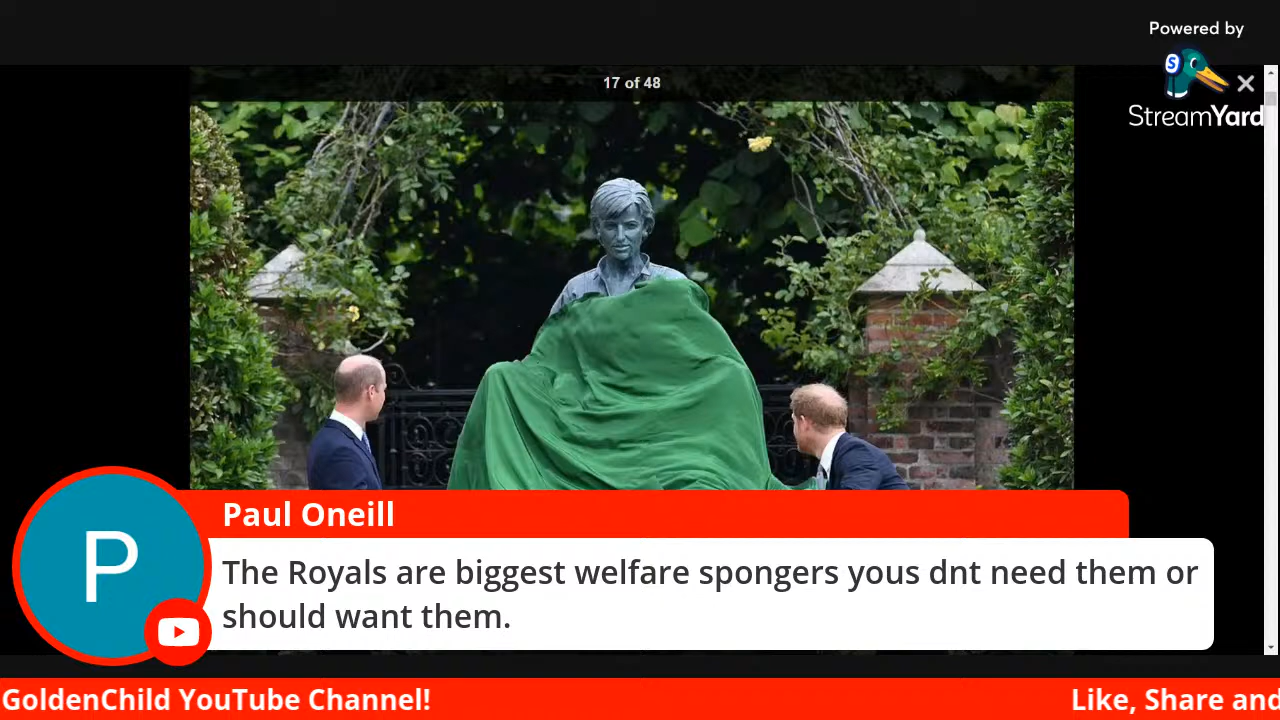 Powered by
17 of 48
StreamYard
Paul Oneill
P
The Royals are biggest welfare spongers yous dnt need them or
should want them.
GoldenChild YouTube Channel!
Like, Share and